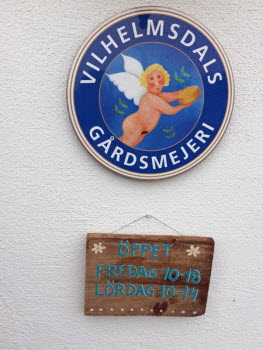 VILHELMSDALS
GÅRDSMEJERI
ÖPPET
FREDAG 10-18
LÖRDAG 10-14